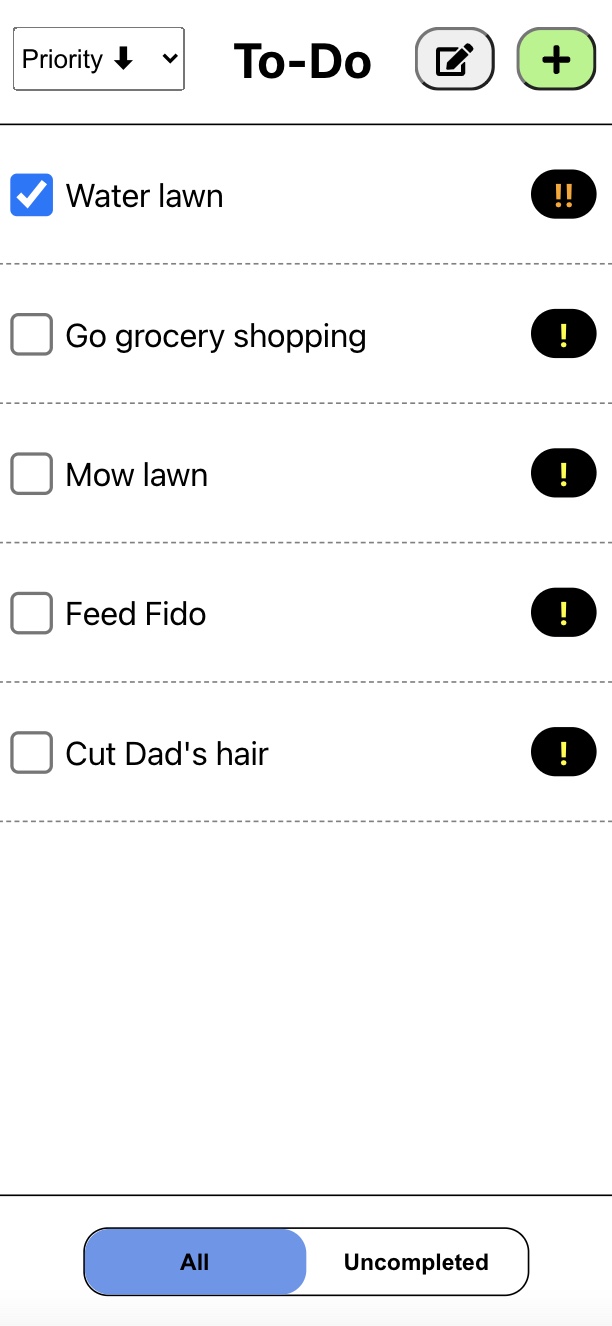 Priority ⬇
To-Do
+
Water lawn
!!
Go grocery shopping
!
Mow lawn
!
Feed Fido
!
Cut Dad's hair
!
All
Uncompleted